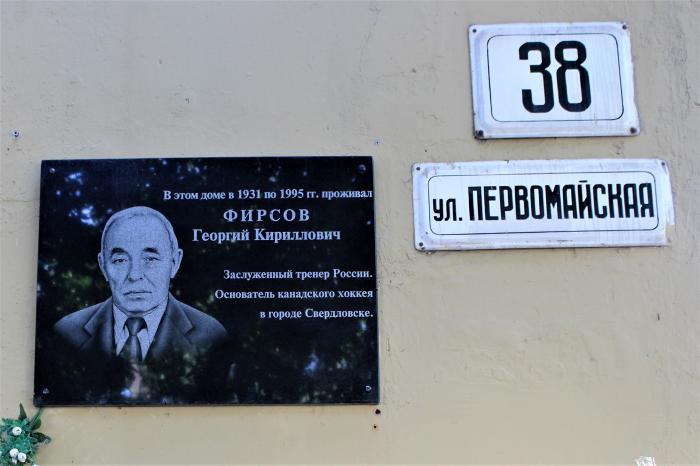 В этом доме в 1931 по 1995 гг. проживал
ФИРСОВ
Георгий Кириллович
Заслуженный тренер России.
Основатель канадского хоккея
в городе Свердловске.
38
ул. ПЕРВОМАЙСКАЯ